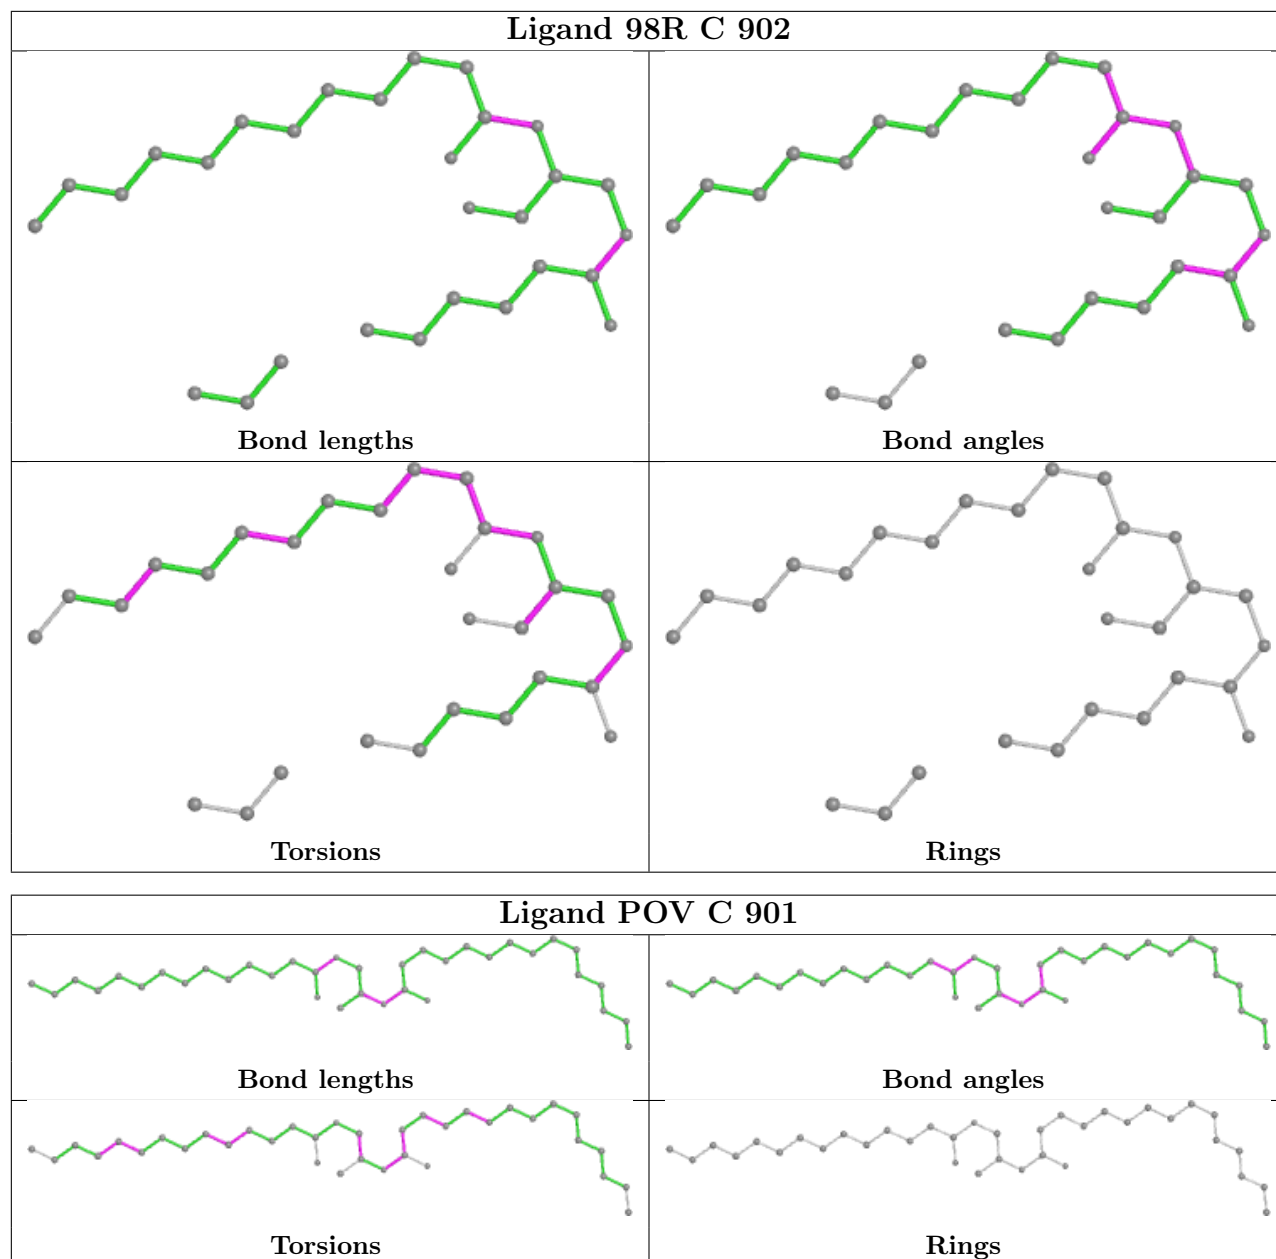 Ligand 98R C 902
Bond lengths
Bond angles
Torsions
Rings
Ligand POV C 901
Bond lengths
Bond angles
Torsions
Rings